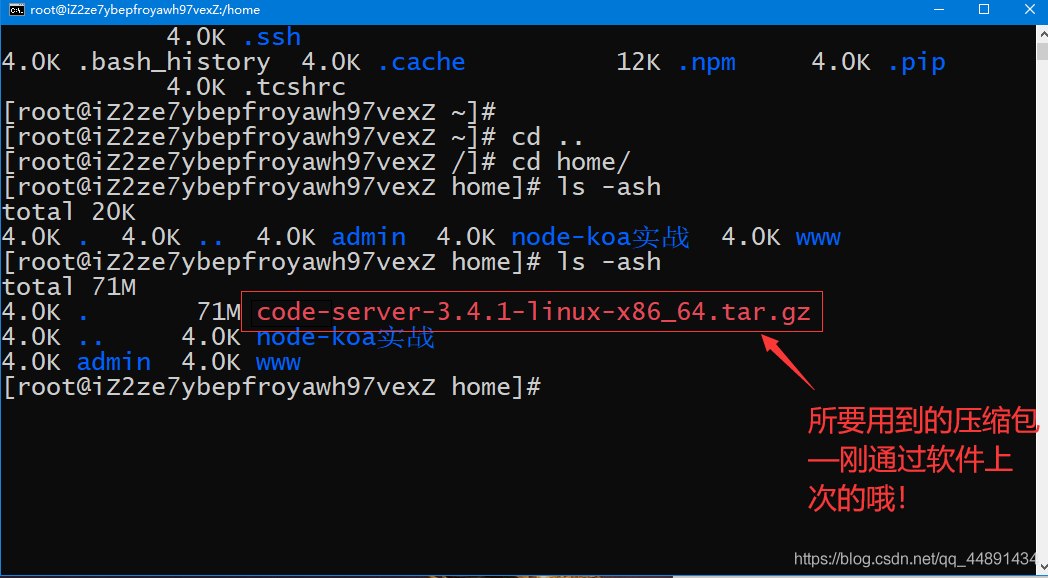 root@iZ2ze7ybepfroyawh97vexZ:/home
4.0K .ssh
4.0K .bash_history 4.0K .cache 12K .npm 4.0K .pip
4.0K .tcshrc
[root@iZ2ze7ybepfroyawh97vexZ ~]#
[root@iZ2ze7ybepfroyawh97vexZ ~]# cd ..
[root@iZ2ze7ybepfroyawh97vexZ /]# cd home/
[root@iZ2ze7ybepfroyawh97vexZ home]# ls -ash
total 20K
4.0K . 4.0K .. 4.0K admin 4.0K node-koa实战 4.0K www
[root@iZ2ze7ybepfroyawh97vexZ home]# ls -ash
total 71M
4.0K . 71M code-server-3.4.1-linux-x86_64.tar.gz
4.0K .. 4.0K node-koa实战
4.0K admin 4.0K www
[root@iZ2ze7ybepfroyawh97vexZ home]#
所要用到的压缩包
—刚通过软件上
次的哦！
https://blog.csdn.net/qq_44891434